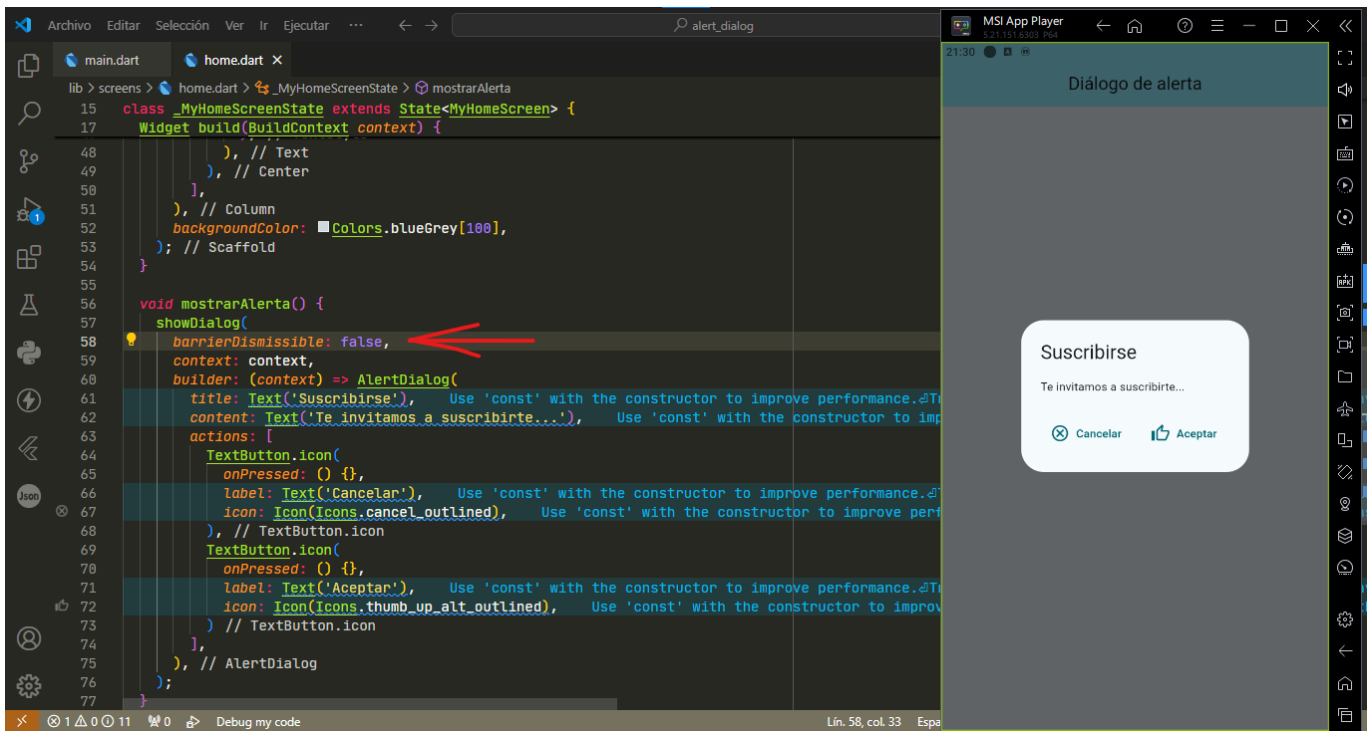 Archivo Editar Selección Ver Ir Ejecutar ··· alert_dialog
MSI App Player
5.21.151.6303 P64
main.dart home.dart
lib > screens > home.dart > _MyHomeScreenState > mostrarAlerta
15 class _MyHomeScreenState extends State<MyHomeScreen> {
17 Widget build(BuildContext context) {
48 ), // Text
49 ), // Center
50 ],
51 ), // Column
52 backgroundColor: Colors.blueGrey[100],
53 ); // Scaffold
54 }
55
56 void mostrarAlerta() {
57 showDialog(
58 barrierDismissible: false,
59 context: context,
60 builder: (context) => AlertDialog(
61 title: Text('Suscribirse'), Use 'const' with the constructor to improve performance.⏎T
62 content: Text('Te invitamos a suscribirte...'), Use 'const' with the constructor to imp
63 actions: [
64 TextButton.icon(
65 onPressed: () {},
66 label: Text('Cancelar'), Use 'const' with the constructor to improve performance.⏎
67 icon: Icon(Icons.cancel_outlined), Use 'const' with the constructor to improve perf
68 ), // TextButton.icon
69 TextButton.icon(
70 onPressed: () {},
71 label: Text('Aceptar'), Use 'const' with the constructor to improve performance.⏎T
72 icon: Icon(Icons.thumb_up_alt_outlined), Use 'const' with the constructor to improv
73 ) // TextButton.icon
74 ],
75 ), // AlertDialog
76 );
77 }
1
Json
1 0 11 0 Debug my code Lín. 58, col. 33 Espa
21:30
Diálogo de alerta
Suscribirse
Te invitamos a suscribirte...
Cancelar Aceptar
APK